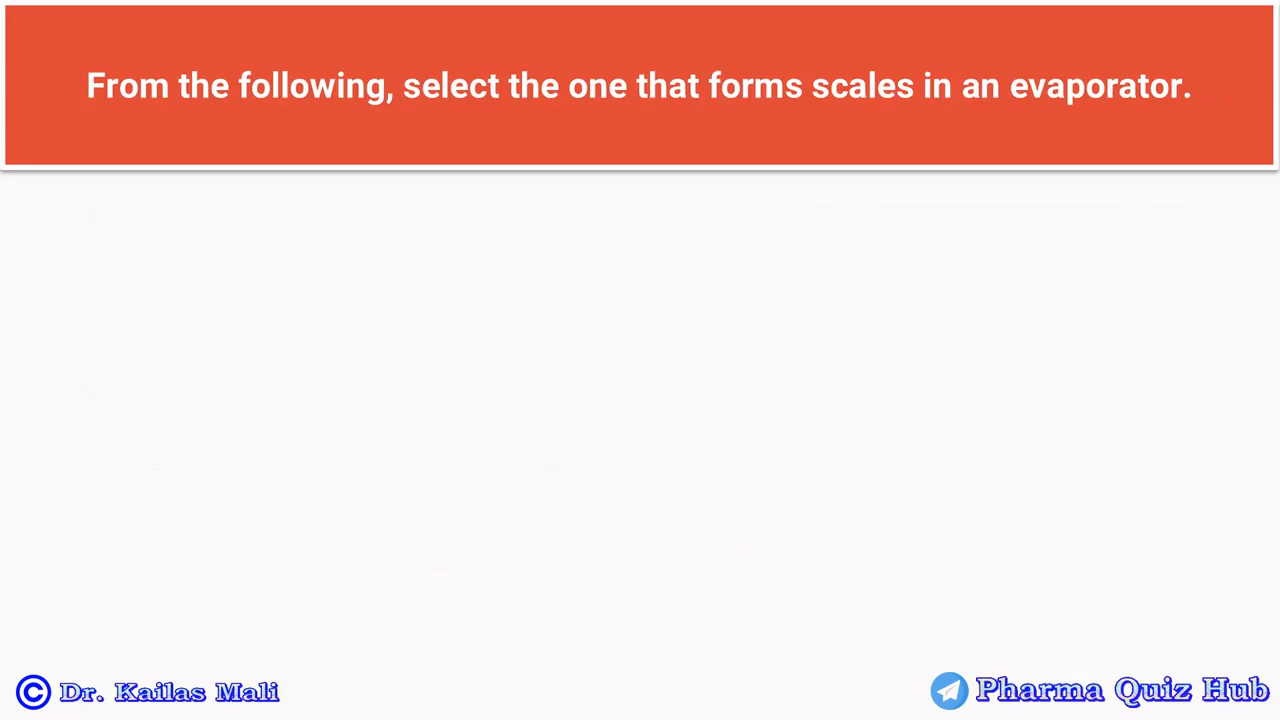 From the following, select the one that forms scales in an evaporator.
© Dr. Kailas Mali
Pharma Quiz Hub